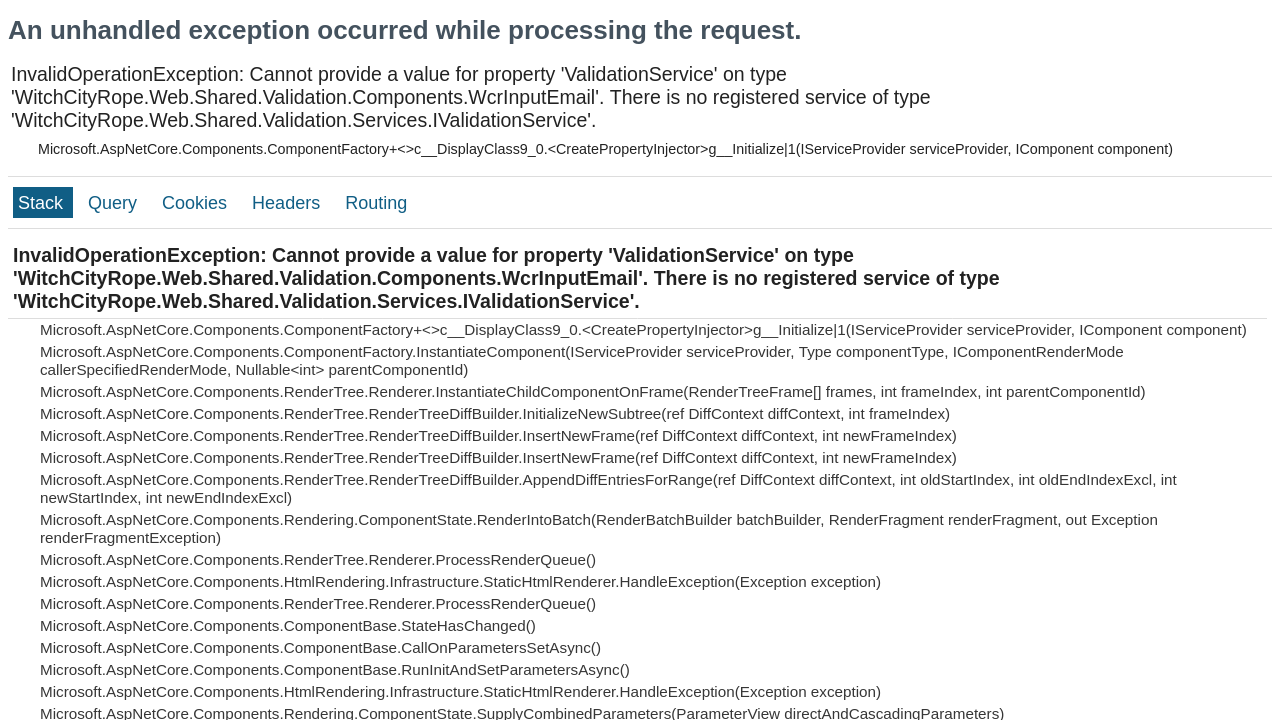 An unhandled exception occurred while processing the request.
InvalidOperationException: Cannot provide a value for property 'ValidationService' on type
'WitchCityRope.Web.Shared.Validation.Components.WcrInputEmail'. There is no registered service of type
'WitchCityRope.Web.Shared.Validation.Services.IValidationService'.
Microsoft.AspNetCore.Components.ComponentFactory+<>c__DisplayClass9_0.<CreatePropertyInjector>g__Initialize|1(IServiceProvider serviceProvider, IComponent component)
Stack Query Cookies Headers Routing
InvalidOperationException: Cannot provide a value for property 'ValidationService' on type
'WitchCityRope.Web.Shared.Validation.Components.WcrInputEmail'. There is no registered service of type
'WitchCityRope.Web.Shared.Validation.Services.IValidationService'.
Microsoft.AspNetCore.Components.ComponentFactory+<>c__DisplayClass9_0.<CreatePropertyInjector>g__Initialize|1(IServiceProvider serviceProvider, IComponent component)
Microsoft.AspNetCore.Components.ComponentFactory.InstantiateComponent(IServiceProvider serviceProvider, Type componentType, IComponentRenderMode
callerSpecifiedRenderMode, Nullable<int> parentComponentId)
Microsoft.AspNetCore.Components.RenderTree.Renderer.InstantiateChildComponentOnFrame(RenderTreeFrame[] frames, int frameIndex, int parentComponentId)
Microsoft.AspNetCore.Components.RenderTree.RenderTreeDiffBuilder.InitializeNewSubtree(ref DiffContext diffContext, int frameIndex)
Microsoft.AspNetCore.Components.RenderTree.RenderTreeDiffBuilder.InsertNewFrame(ref DiffContext diffContext, int newFrameIndex)
Microsoft.AspNetCore.Components.RenderTree.RenderTreeDiffBuilder.InsertNewFrame(ref DiffContext diffContext, int newFrameIndex)
Microsoft.AspNetCore.Components.RenderTree.RenderTreeDiffBuilder.AppendDiffEntriesForRange(ref DiffContext diffContext, int oldStartIndex, int oldEndIndexExcl, int
newStartIndex, int newEndIndexExcl)
Microsoft.AspNetCore.Components.Rendering.ComponentState.RenderIntoBatch(RenderBatchBuilder batchBuilder, RenderFragment renderFragment, out Exception
renderFragmentException)
Microsoft.AspNetCore.Components.RenderTree.Renderer.ProcessRenderQueue()
Microsoft.AspNetCore.Components.HtmlRendering.Infrastructure.StaticHtmlRenderer.HandleException(Exception exception)
Microsoft.AspNetCore.Components.RenderTree.Renderer.ProcessRenderQueue()
Microsoft.AspNetCore.Components.ComponentBase.StateHasChanged()
Microsoft.AspNetCore.Components.ComponentBase.CallOnParametersSetAsync()
Microsoft.AspNetCore.Components.ComponentBase.RunInitAndSetParametersAsync()
Microsoft.AspNetCore.Components.HtmlRendering.Infrastructure.StaticHtmlRenderer.HandleException(Exception exception)
Microsoft.AspNetCore.Components.Rendering.ComponentState.SupplyCombinedParameters(ParameterView directAndCascadingParameters)